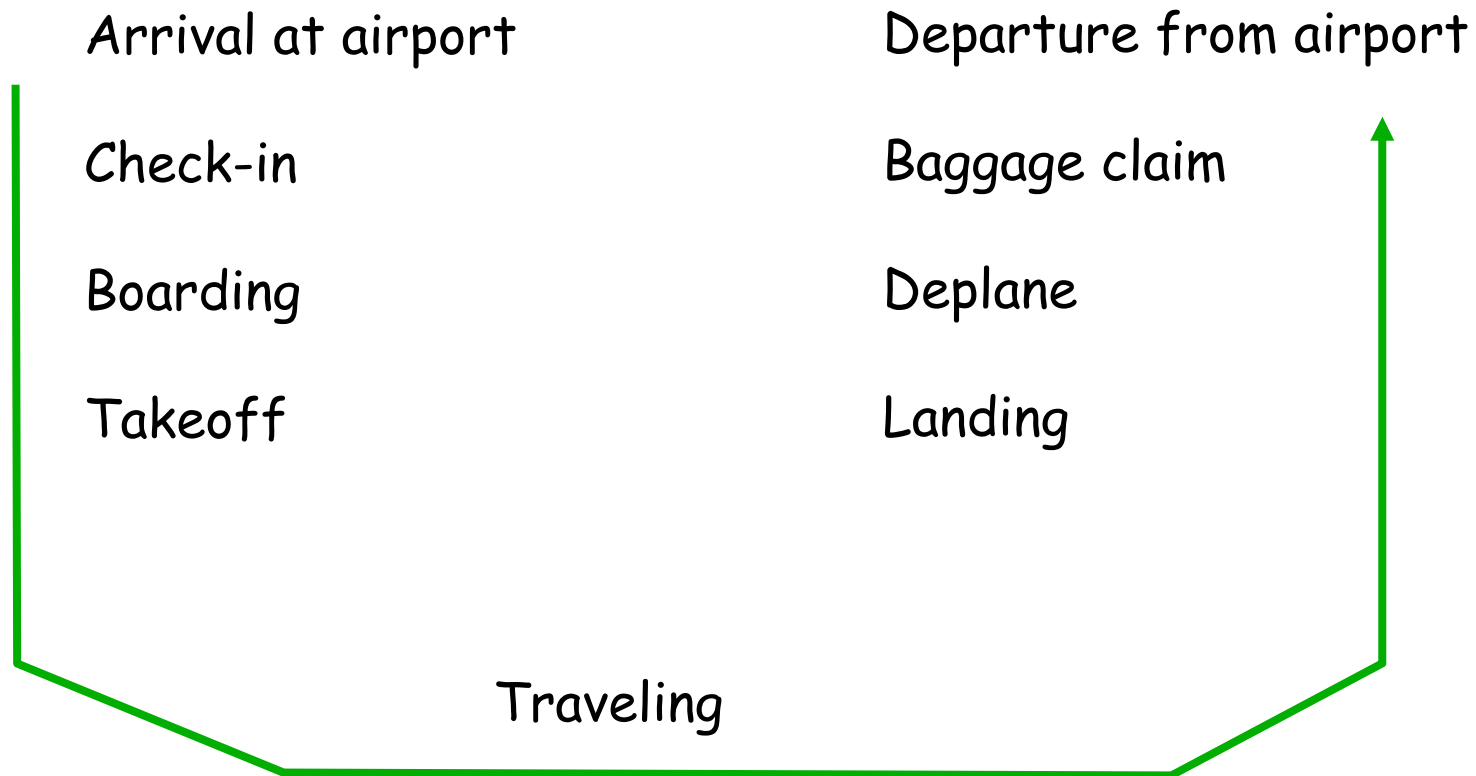 Arrival at airport
Check-in
Boarding
Takeoff
Traveling
Landing
Deplane
Baggage claim
Departure from airport